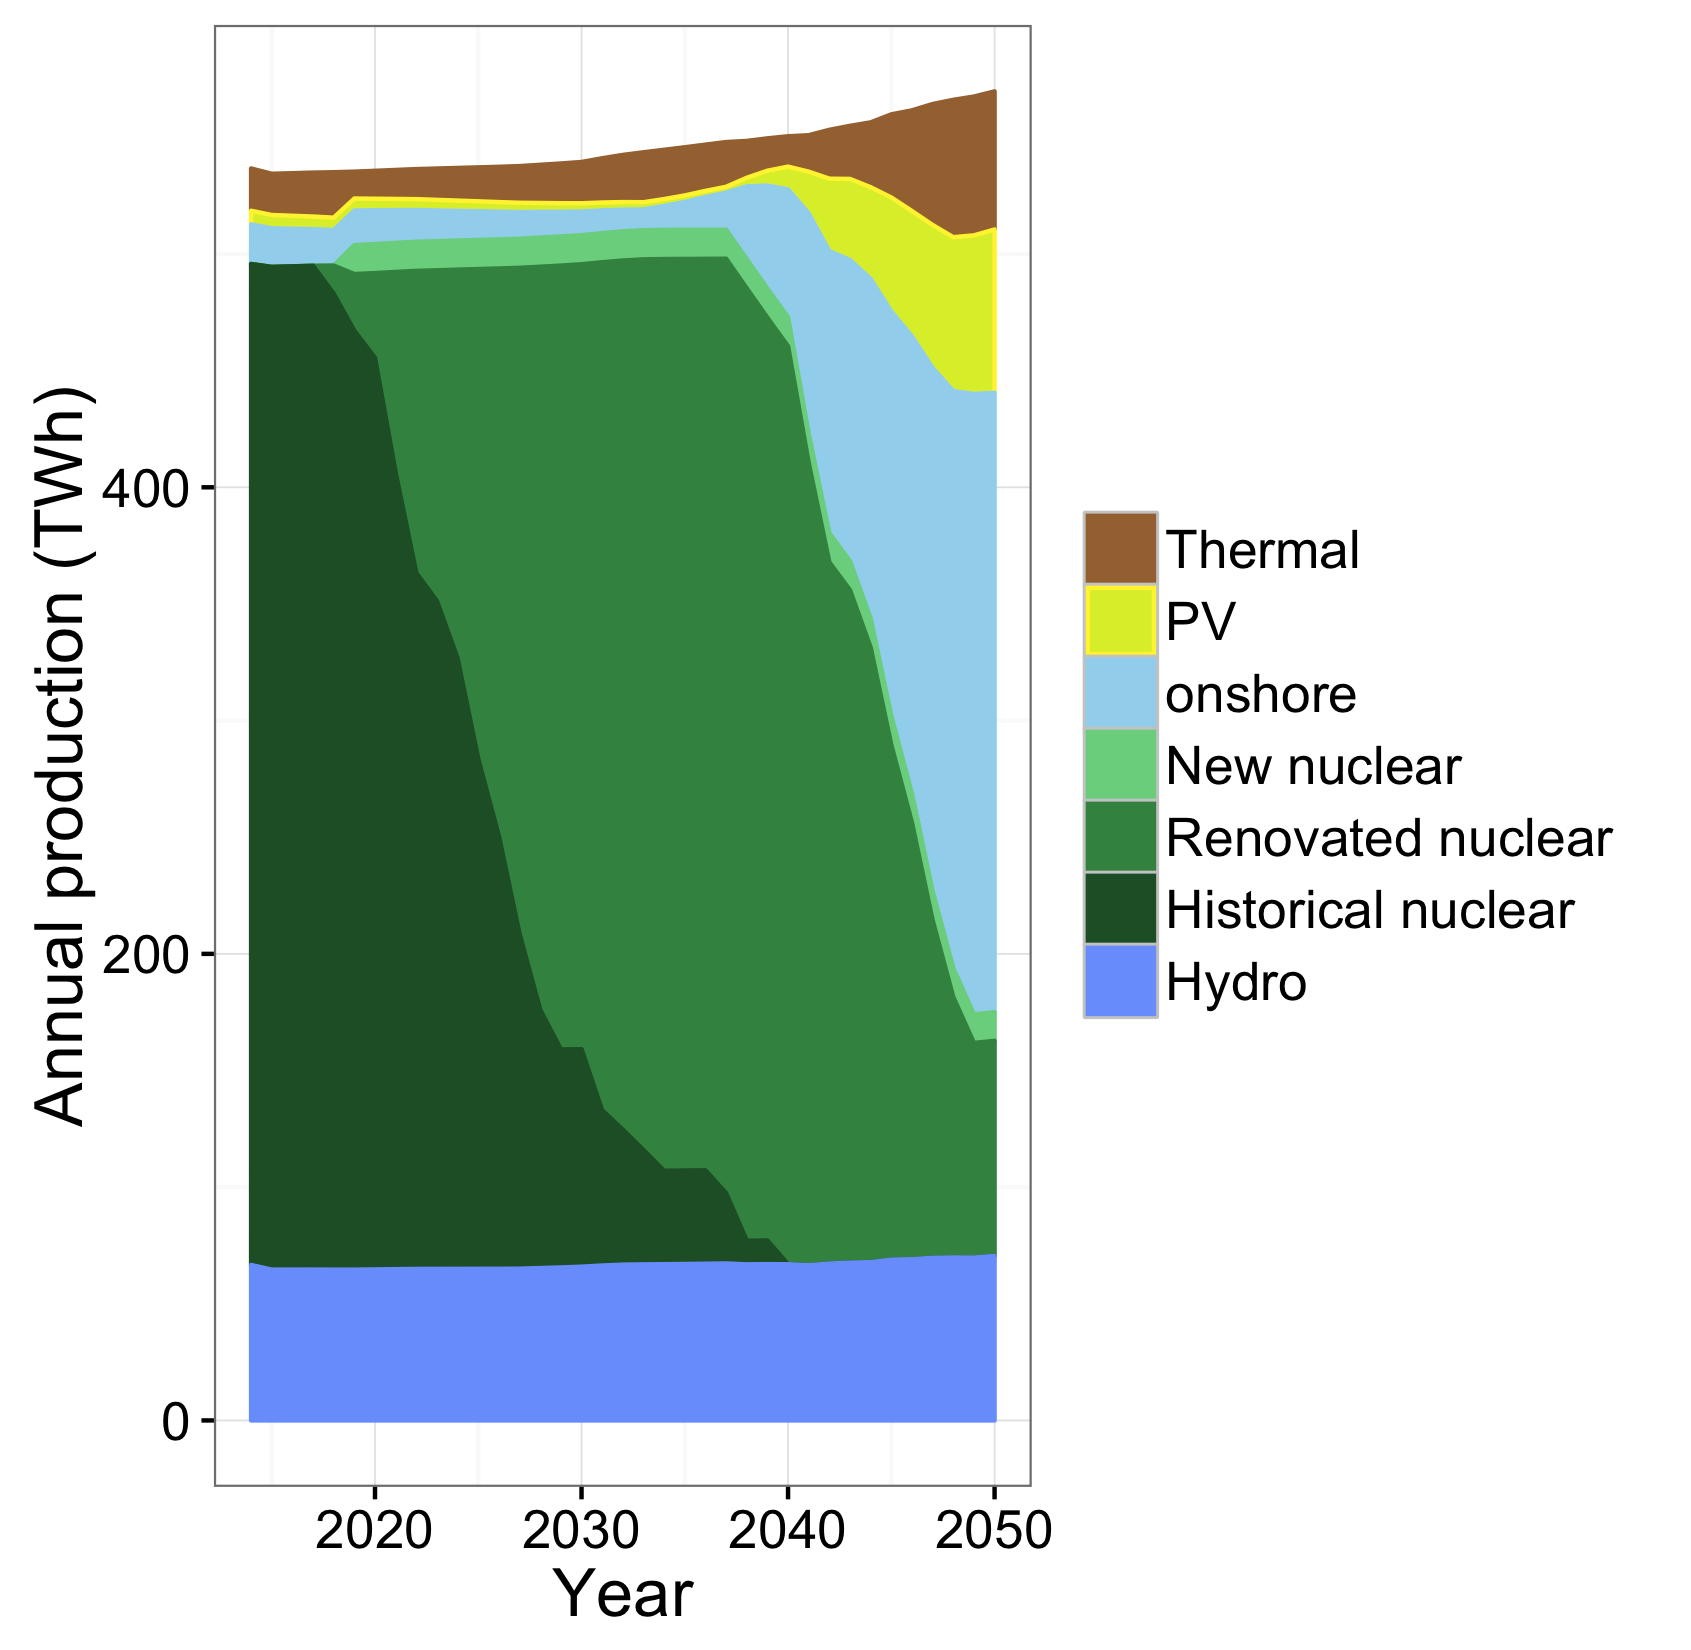 Annual production (TWh)
400
200
0
2020 2030 2040 2050
Year
Thermal
PV
onshore
New nuclear
Renovated nuclear
Historical nuclear
Hydro